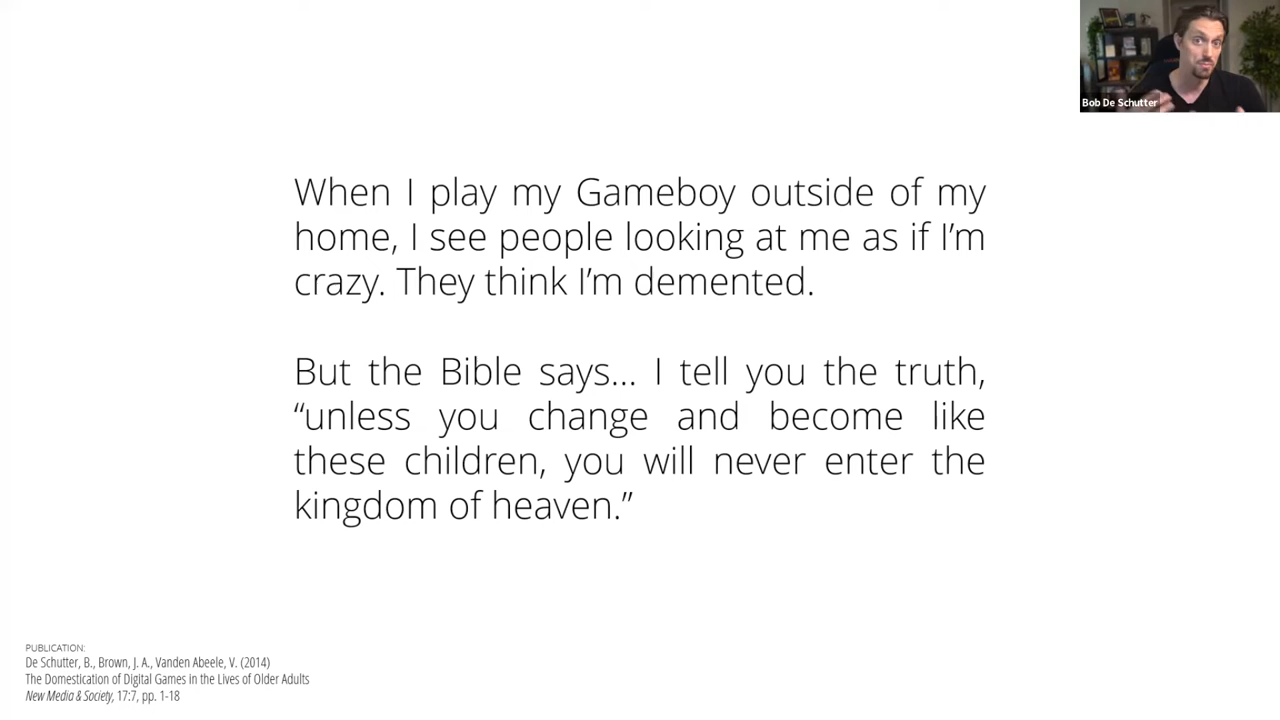 Bob De Schutter
When I play my Gameboy outside of my
home, I see people looking at me as if I’m
crazy. They think I’m demented.
But the Bible says... I tell you the truth,
“unless you change and become like
these children, you will never enter the
kingdom of heaven.”
PUBLICATION:
De Schutter, B., Brown, J. A., Vanden Abeele, V. (2014)
The Domestication of Digital Games in the Lives of Older Adults
New Media & Society, 17:7, pp. 1-18